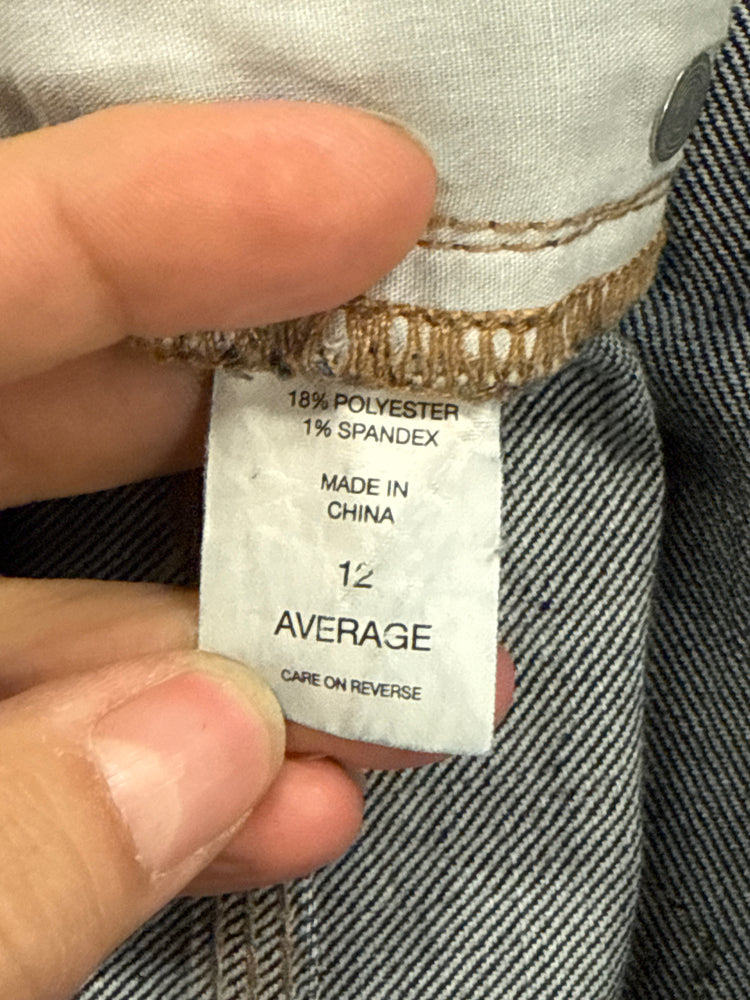 18% POLYESTER
1% SPANDEX
MADE IN
CHINA
12
AVERAGE
CARE ON REVERSE